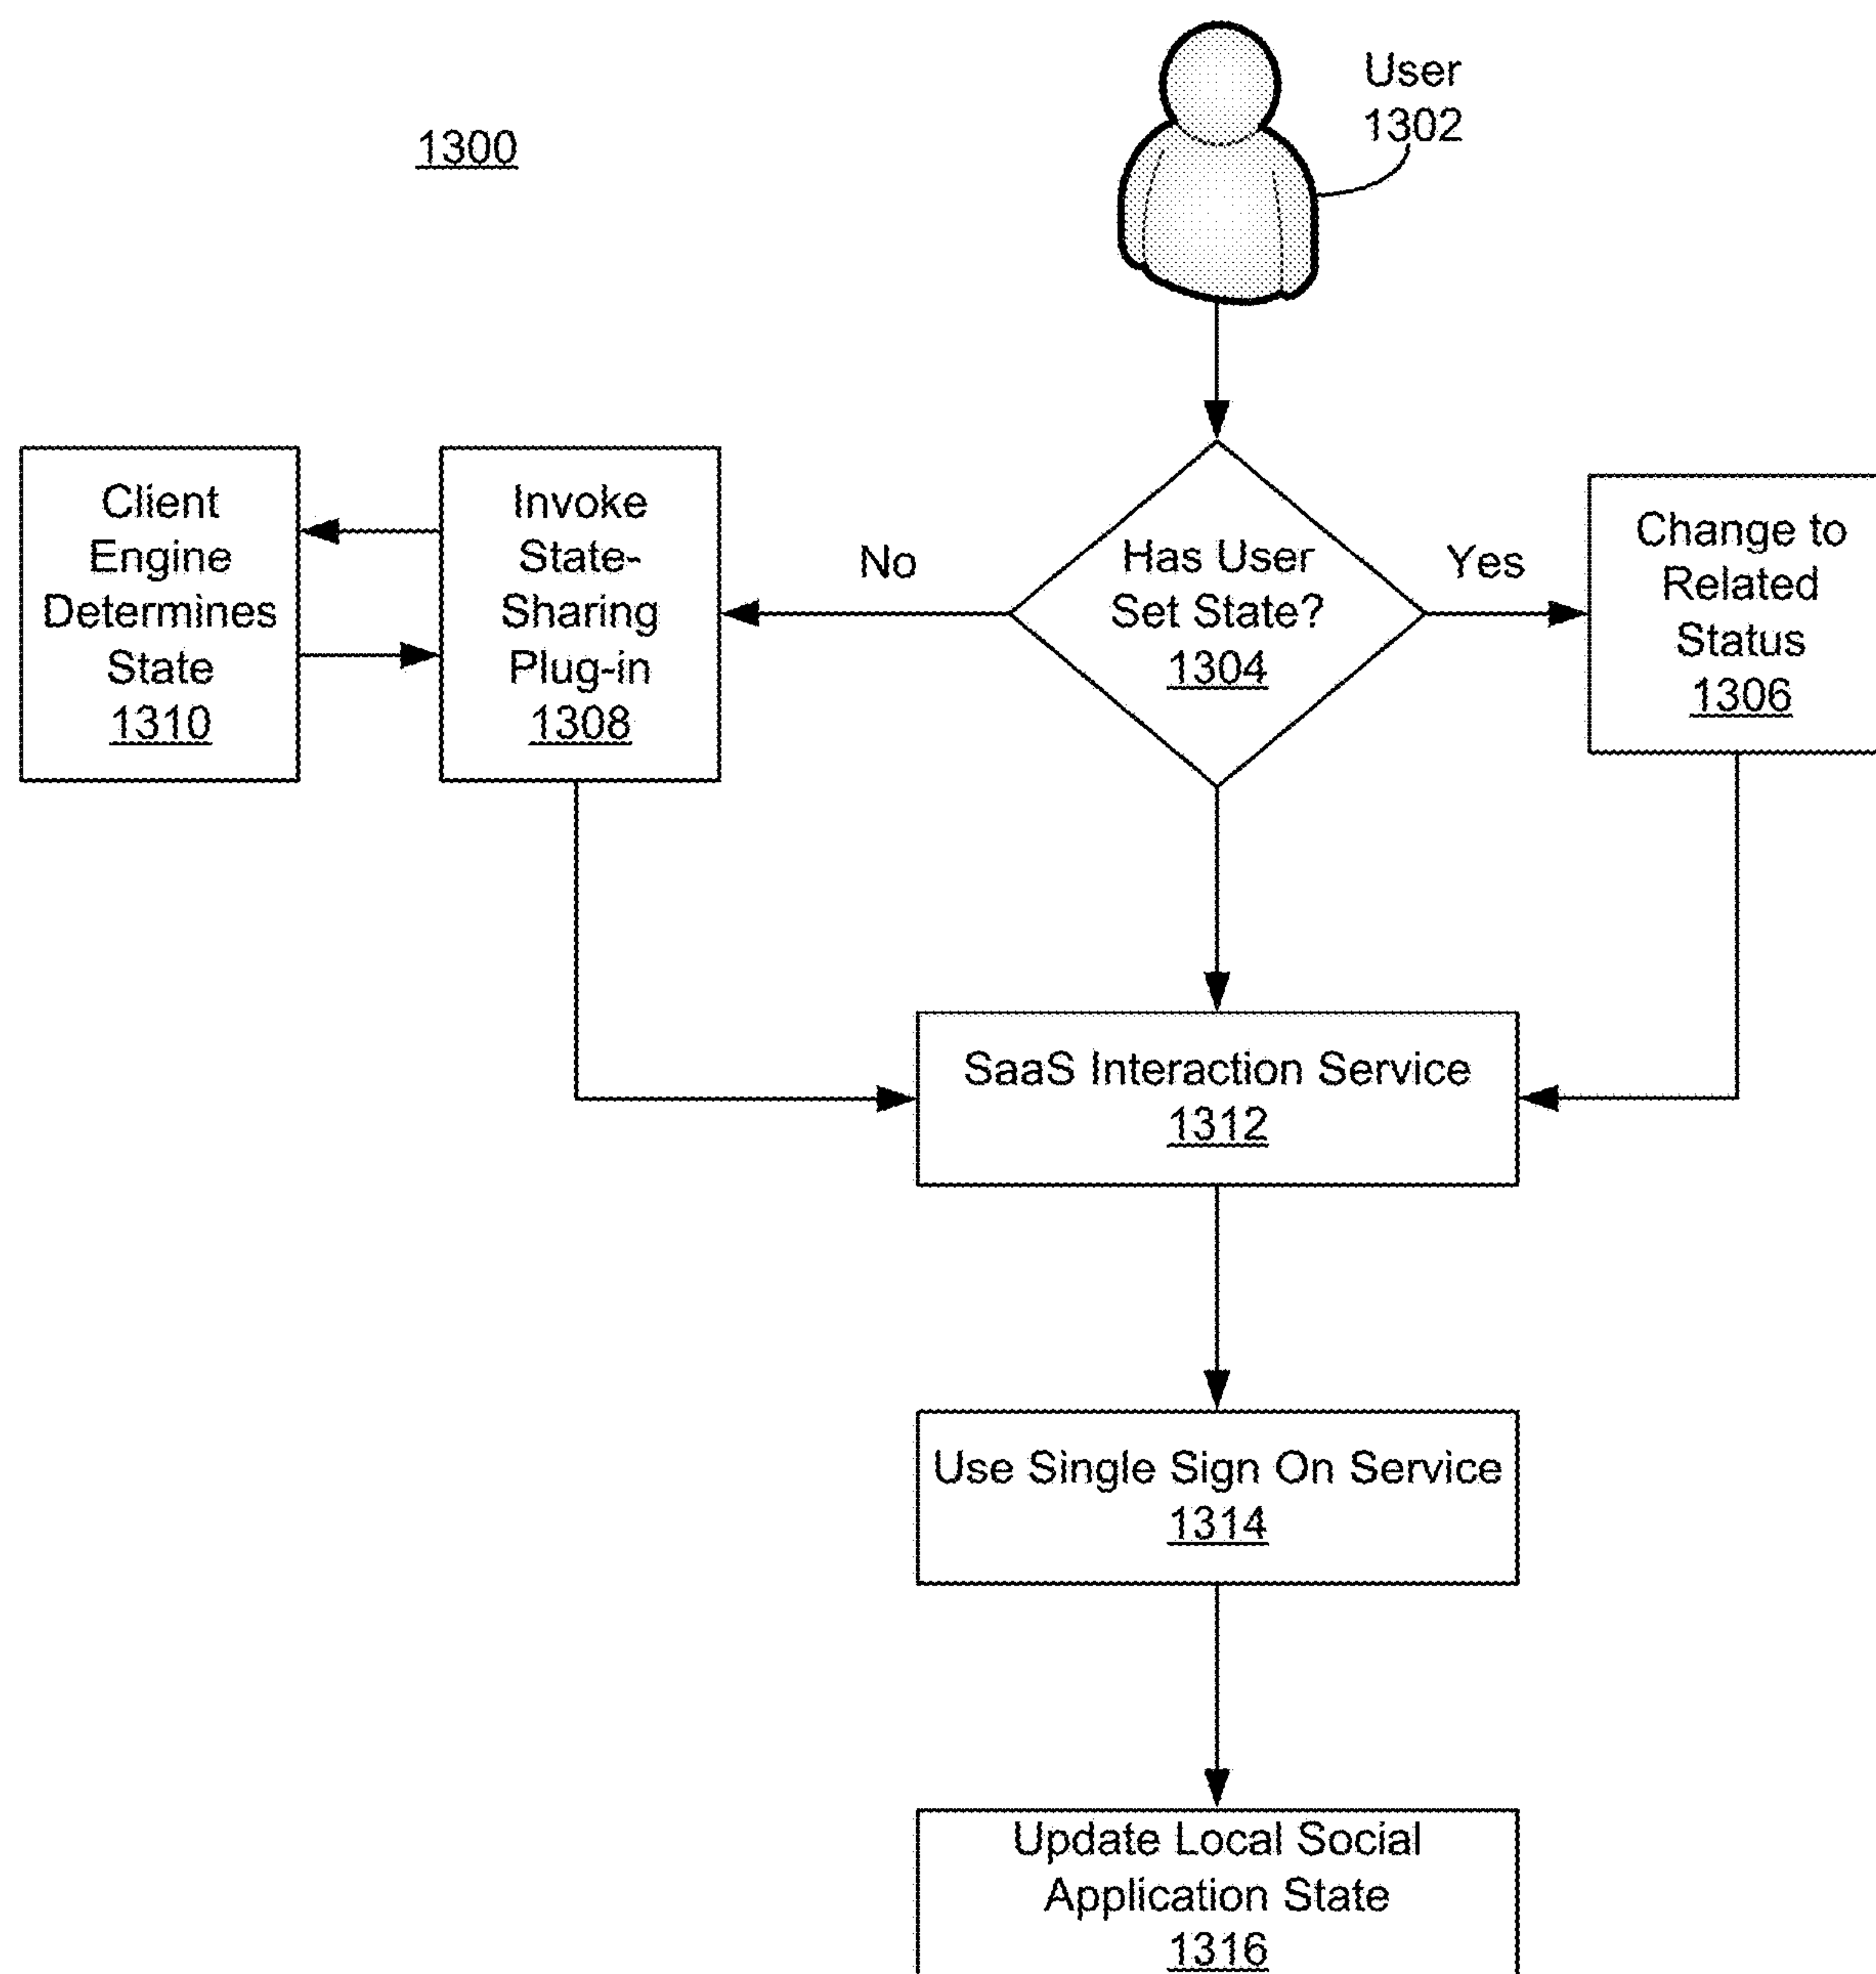 User
1302
1300
Client
Engine
Determines
State
1310
Invoke
State-
Sharing
Plug-in
1308
No
Has User
Set State?
1304
Yes
Change to
Related
Status
1306
SaaS Interaction Service
1312
Use Single Sign On Service
1314
Update Local Social
Application State
1316